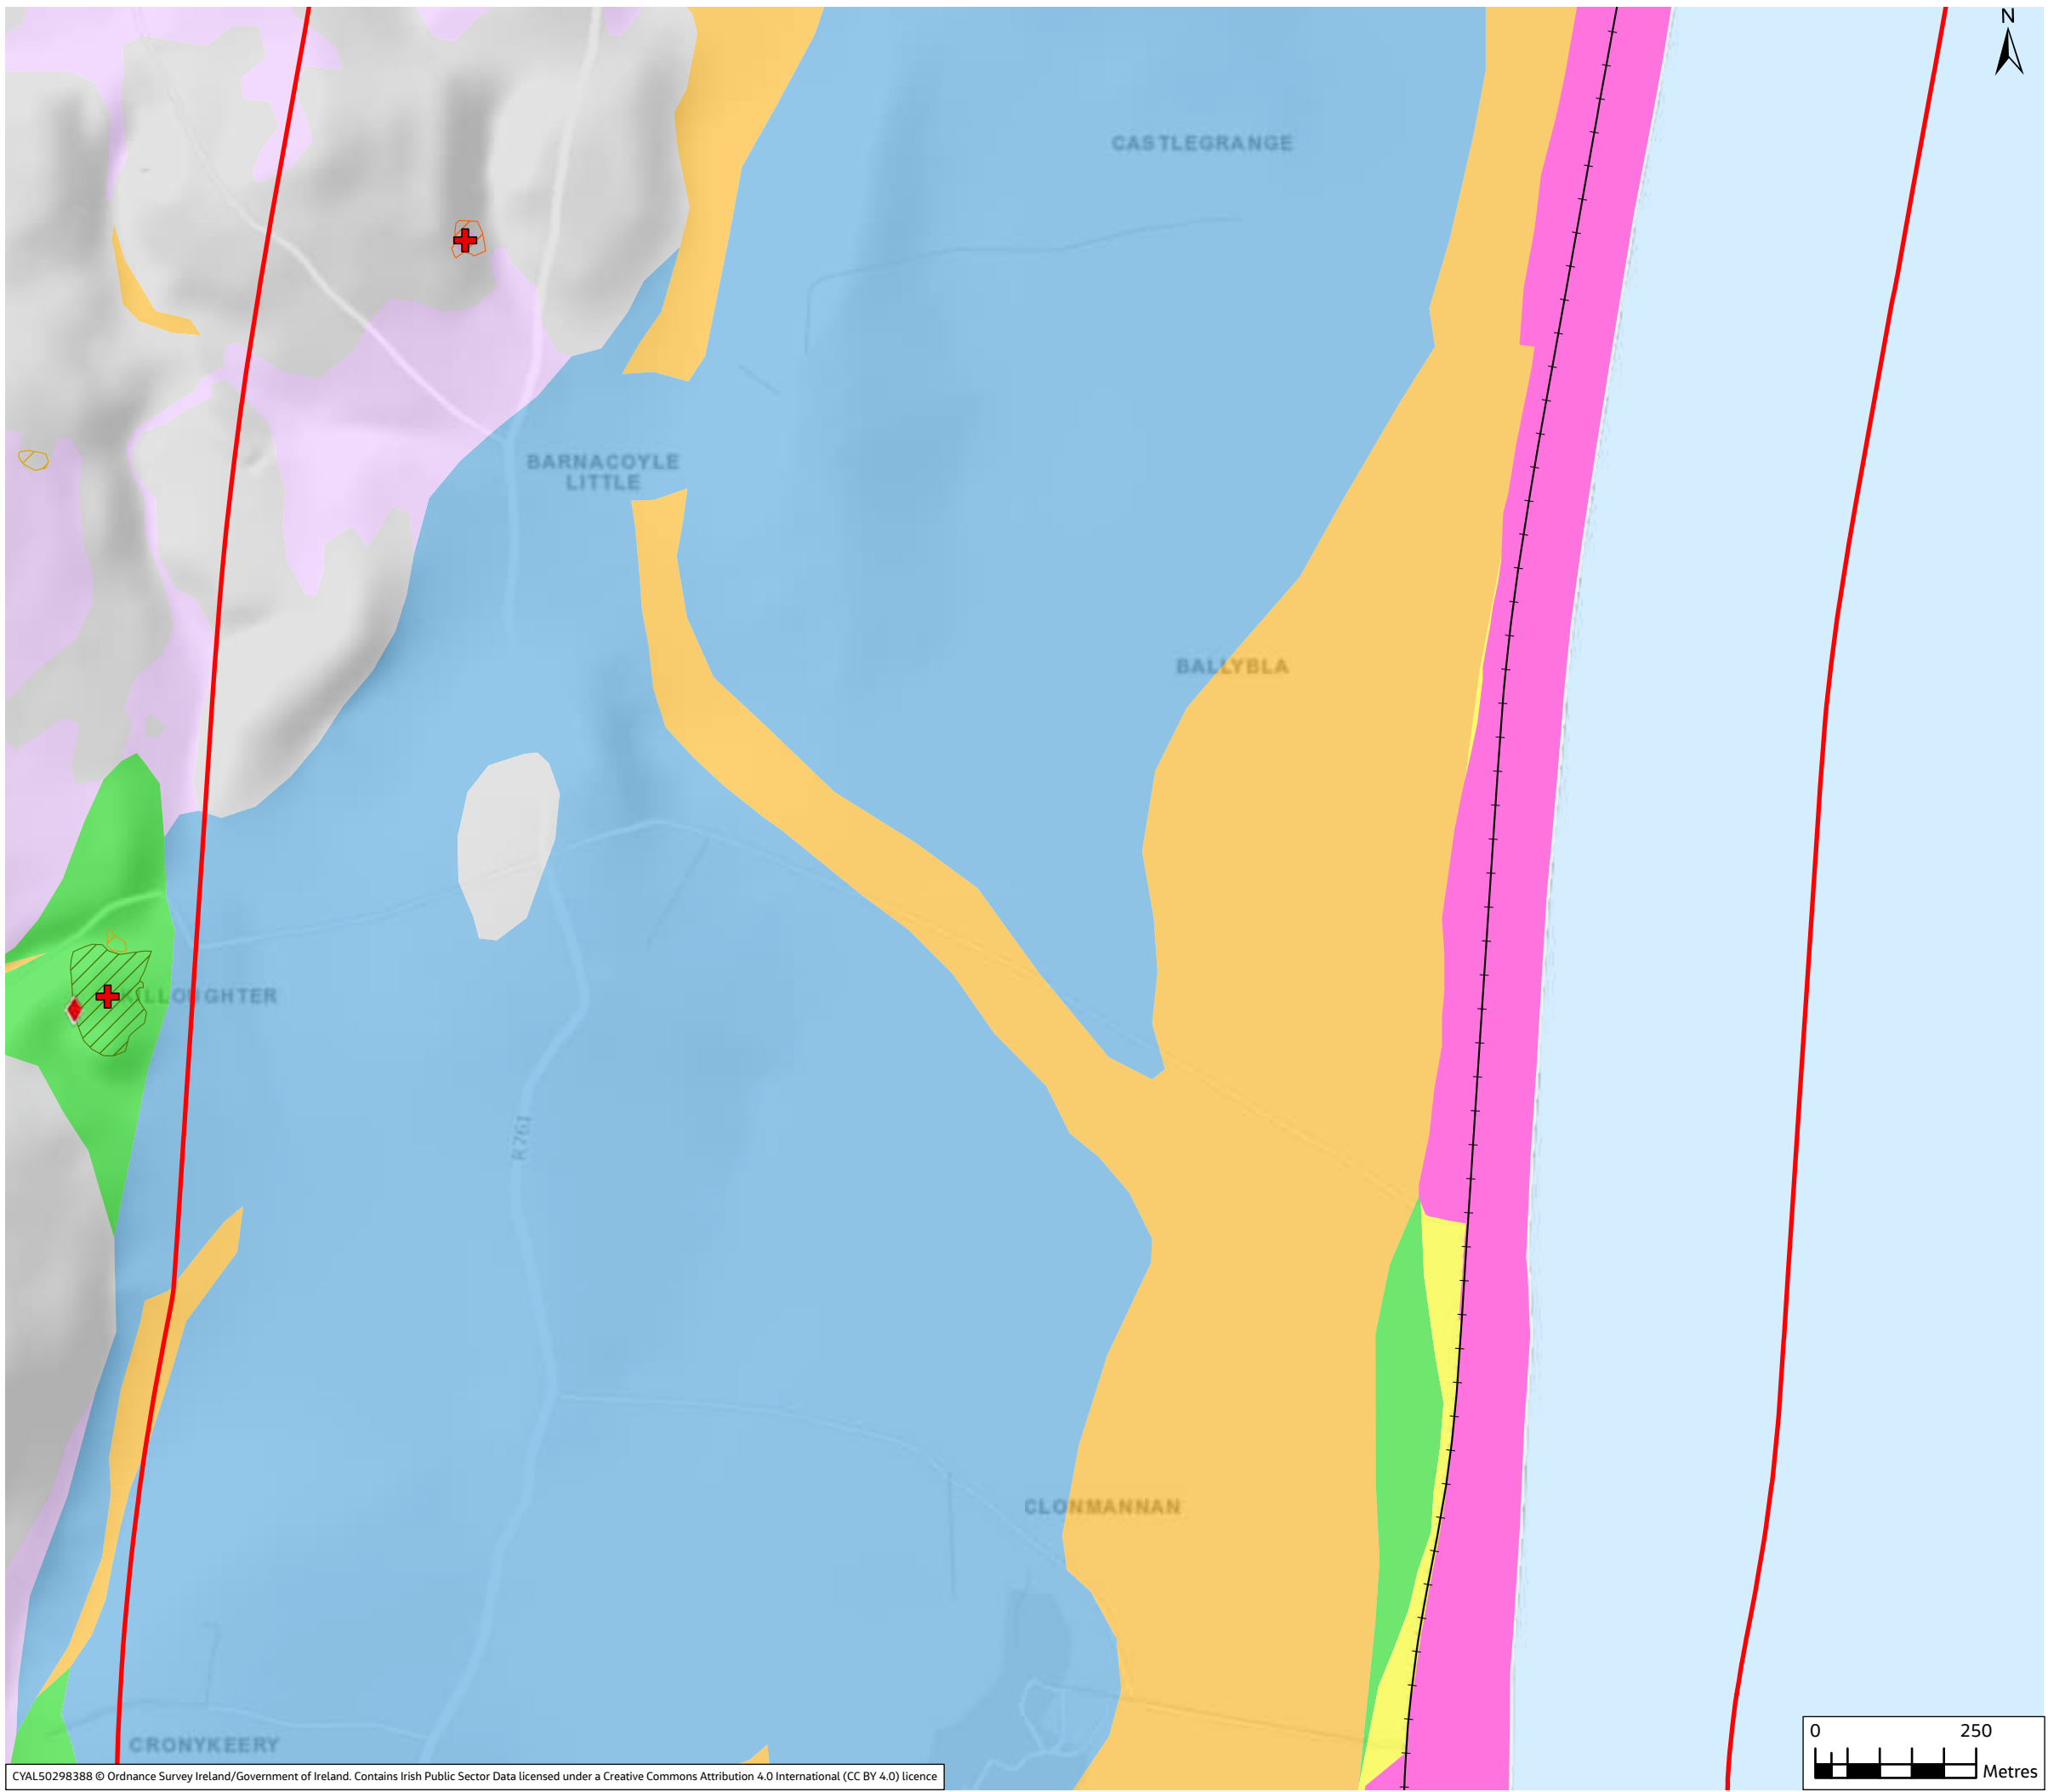 N
CASTLEGRANGE
BARNACOYLE
LITTLE
BALLYBLA
KILLOUGHTER
R761
CLONMANNAN
CRONYKEERY
0 250
Metres
CYAL50298388 © Ordnance Survey Ireland/Government of Ireland. Contains Irish Public Sector Data licensed under a Creative Commons Attribution 4.0 International (CC BY 4.0) licence